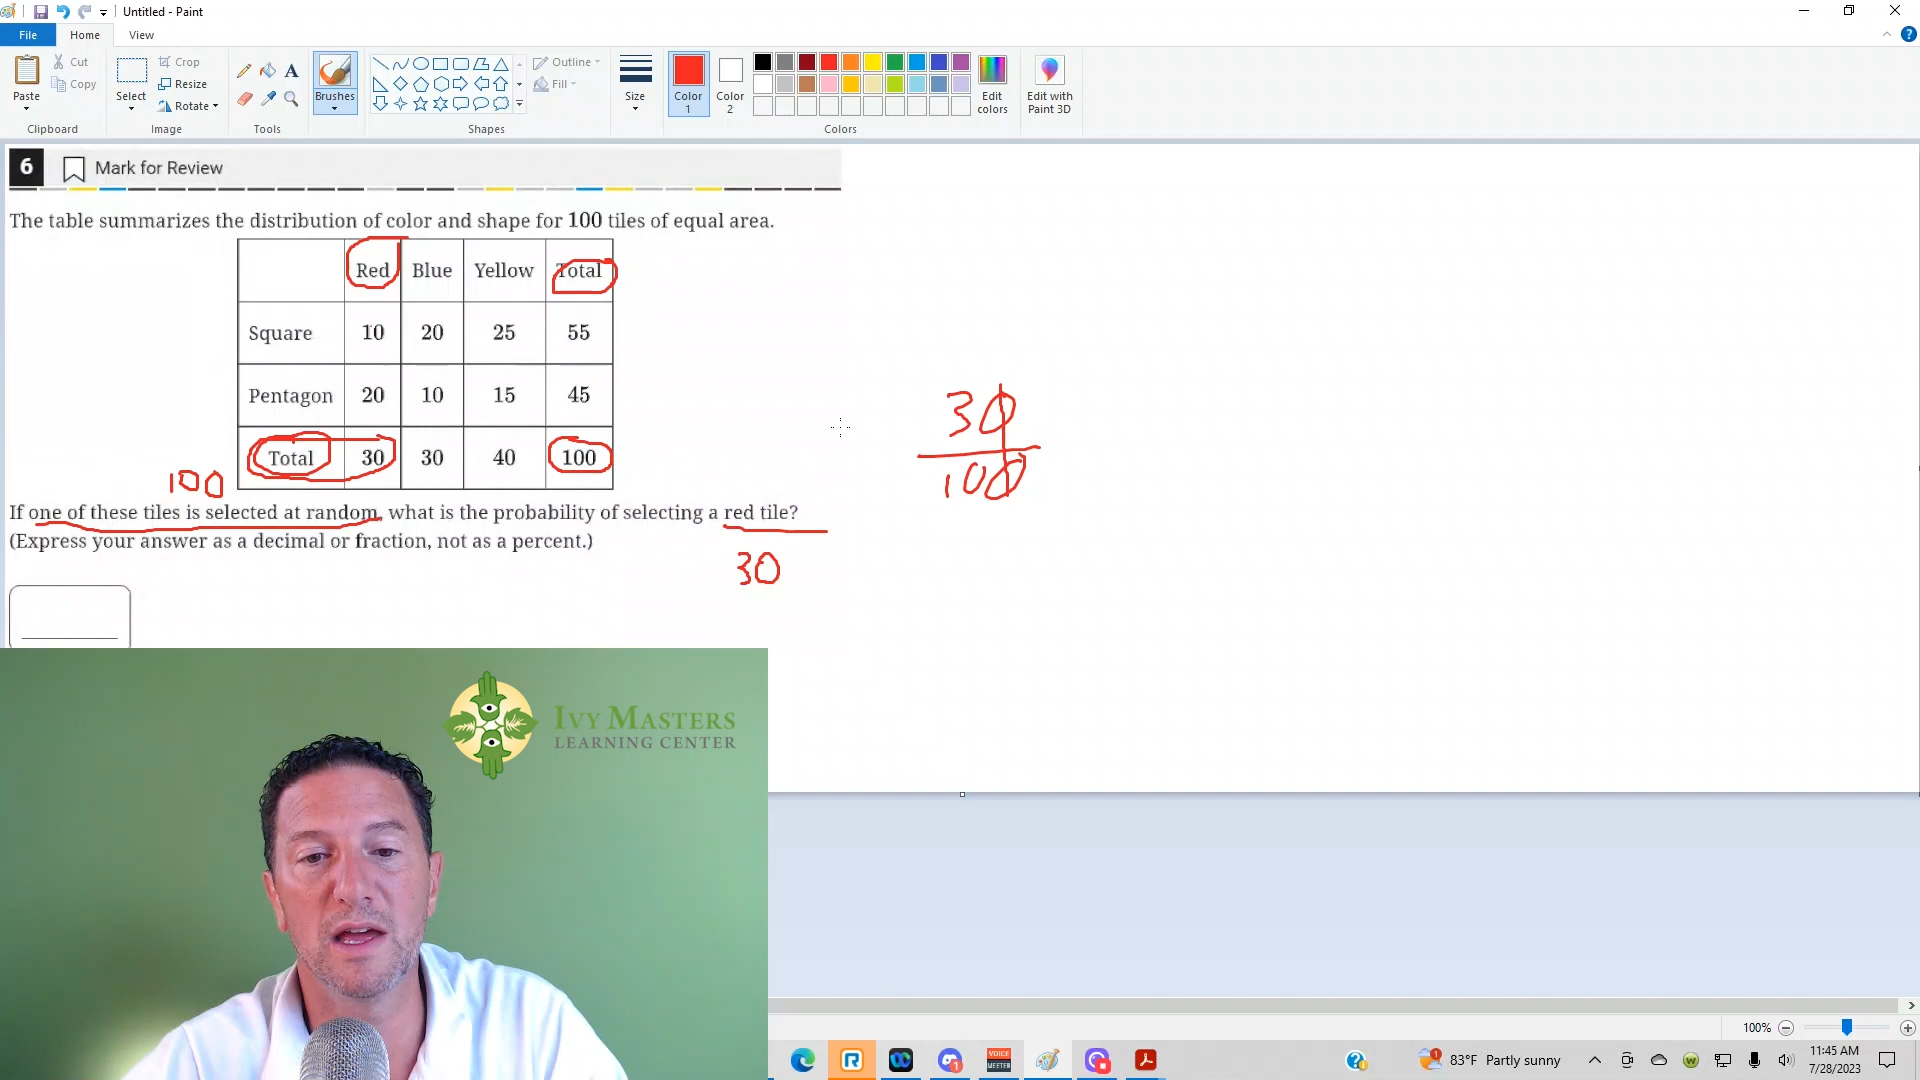 Untitled - Paint
File Home View
Paste Cut Copy Clipboard
Select Crop Resize Rotate Image
Tools
Brushes
Shapes
Outline Fill
Size
Color 1 Color 2 Edit colors Colors
Edit with Paint 3D
6 Mark for Review
The table summarizes the distribution of color and shape for 100 tiles of equal area.
Red Blue Yellow Total
Square 10 20 25 55
Pentagon 20 10 15 45
Total 30 30 40 100
100
If one of these tiles is selected at random, what is the probability of selecting a red tile?
(Express your answer as a decimal or fraction, not as a percent.)
30
30
100
IVY MASTERS
LEARNING CENTER
100%
VOICE MEETER
83°F Partly sunny
11:45 AM
7/28/2023